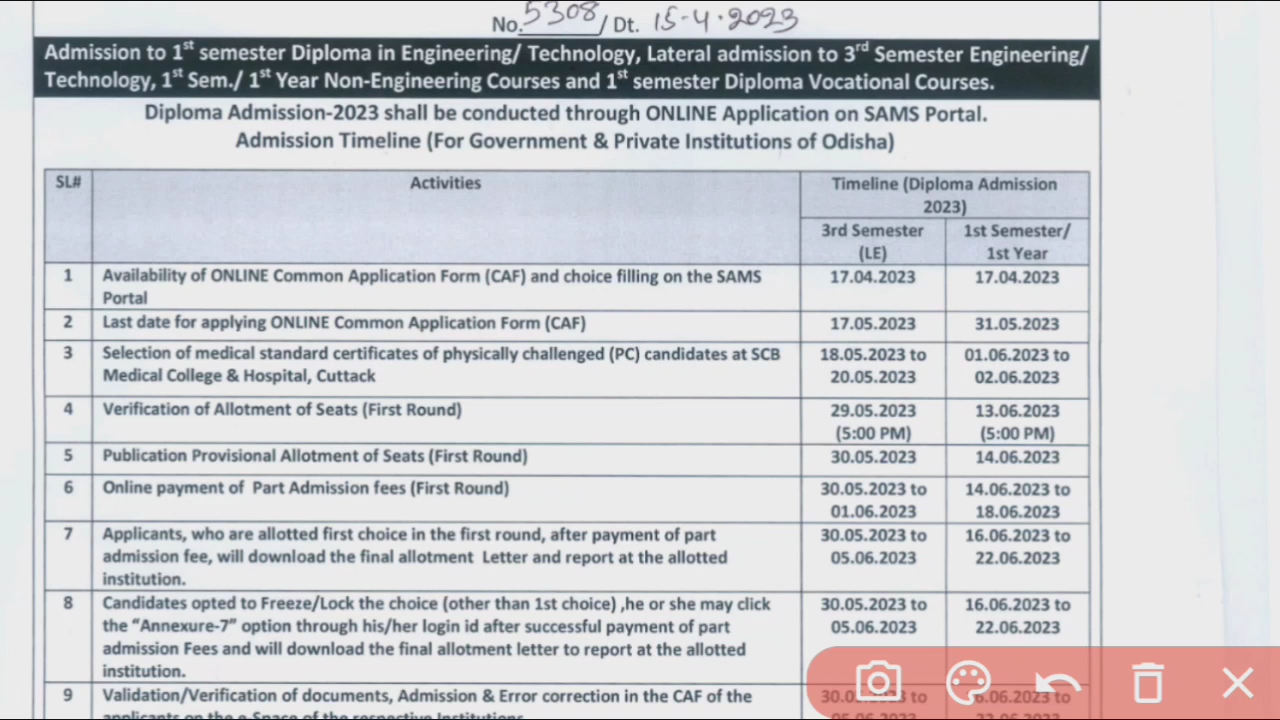 No. 5308 / Dt. 15-4-2023
Admission to 1st semester Diploma in Engineering/ Technology, Lateral admission to 3rd Semester Engineering/
Technology, 1st Sem./ 1st Year Non-Engineering Courses and 1st semester Diploma Vocational Courses.
Diploma Admission-2023 shall be conducted through ONLINE Application on SAMS Portal.
Admission Timeline (For Government & Private Institutions of Odisha)
SL# Activities Timeline (Diploma Admission
2023)
3rd Semester 1st Semester/
(LE) 1st Year
1 Availability of ONLINE Common Application Form (CAF) and choice filling on the SAMS 17.04.2023 17.04.2023
Portal
2 Last date for applying ONLINE Common Application Form (CAF) 17.05.2023 31.05.2023
3 Selection of medical standard certificates of physically challenged (PC) candidates at SCB 18.05.2023 to 01.06.2023 to
Medical College & Hospital, Cuttack 20.05.2023 02.06.2023
4 Verification of Allotment of Seats (First Round) 29.05.2023 13.06.2023
(5:00 PM) (5:00 PM)
5 Publication Provisional Allotment of Seats (First Round) 30.05.2023 14.06.2023
6 Online payment of Part Admission fees (First Round) 30.05.2023 to 14.06.2023 to
01.06.2023 18.06.2023
7 Applicants, who are allotted first choice in the first round, after payment of part 30.05.2023 to 16.06.2023 to
admission fee, will download the final allotment Letter and report at the allotted 05.06.2023 22.06.2023
institution.
8 Candidates opted to Freeze/Lock the choice (other than 1st choice) ,he or she may click 30.05.2023 to 16.06.2023 to
the "Annexure-7" option through his/her login id after successful payment of part 05.06.2023 22.06.2023
admission Fees and will download the final allotment letter to report at the allotted
institution.
9 Validation/Verification of documents, Admission & Error correction in the CAF of the to to
applicants on the e-Space of the respective Institutions